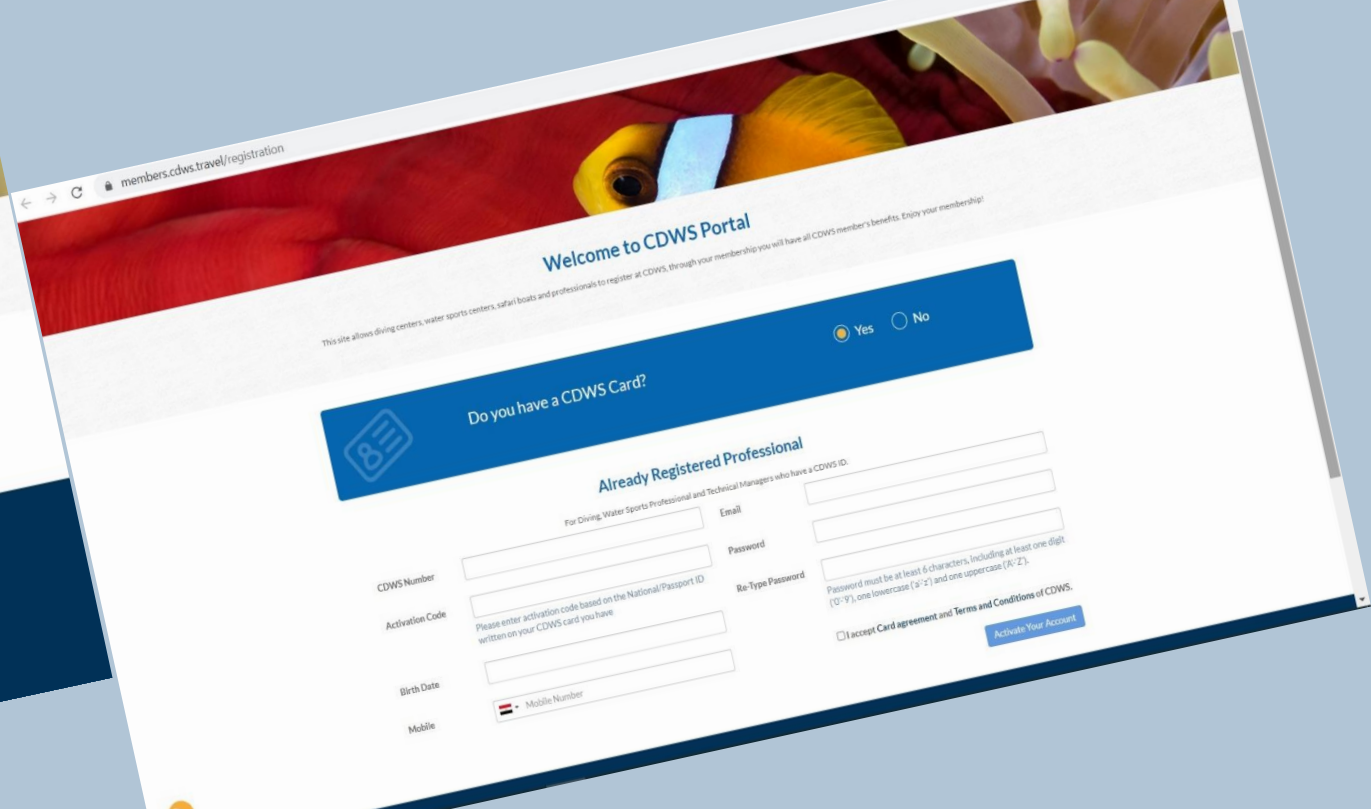 members.cdws.travel/registration
Welcome to CDWS Portal
This site allows diving centers, water sports centers, safari boats and professionals to register at CDWS, through your membership you will have all CDWS member's benefits. Enjoy your membership!
Do you have a CDWS Card?
Yes
No
Already Registered Professional
For Diving, Water Sports Professional and Technical Managers who have a CDWS ID.
CDWS Number
Activation Code
Please enter activation code based on the National/Passport ID
written on your CDWS card you have
Birth Date
Mobile
Mobile Number
Email
Password
Re-Type Password
Password must be at least 6 characters, including at least one digit
('0'-'9'), one lowercase ('a'-'z') and one uppercase ('A'-'Z').
I accept Card agreement and Terms and Conditions of CDWS.
Activate Your Account